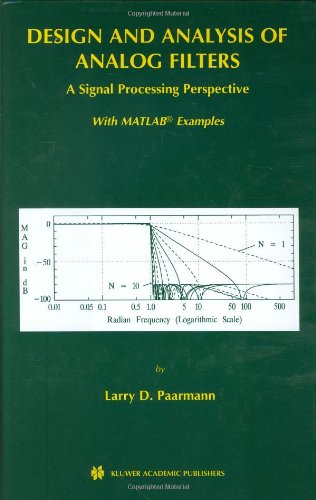 DESIGN AND ANALYSIS OF
ANALOG FILTERS
A Signal Processing Perspective
With MATLAB® Examples
MAG in dB
0
−50
−100
N = 1
N = 10
0.01 0.05 0.1 0.5 1.0 5 10 50 100 500
Radian Frequency (Logarithmic Scale)
by
Larry D. Paarmann
KLUWER ACADEMIC PUBLISHERS